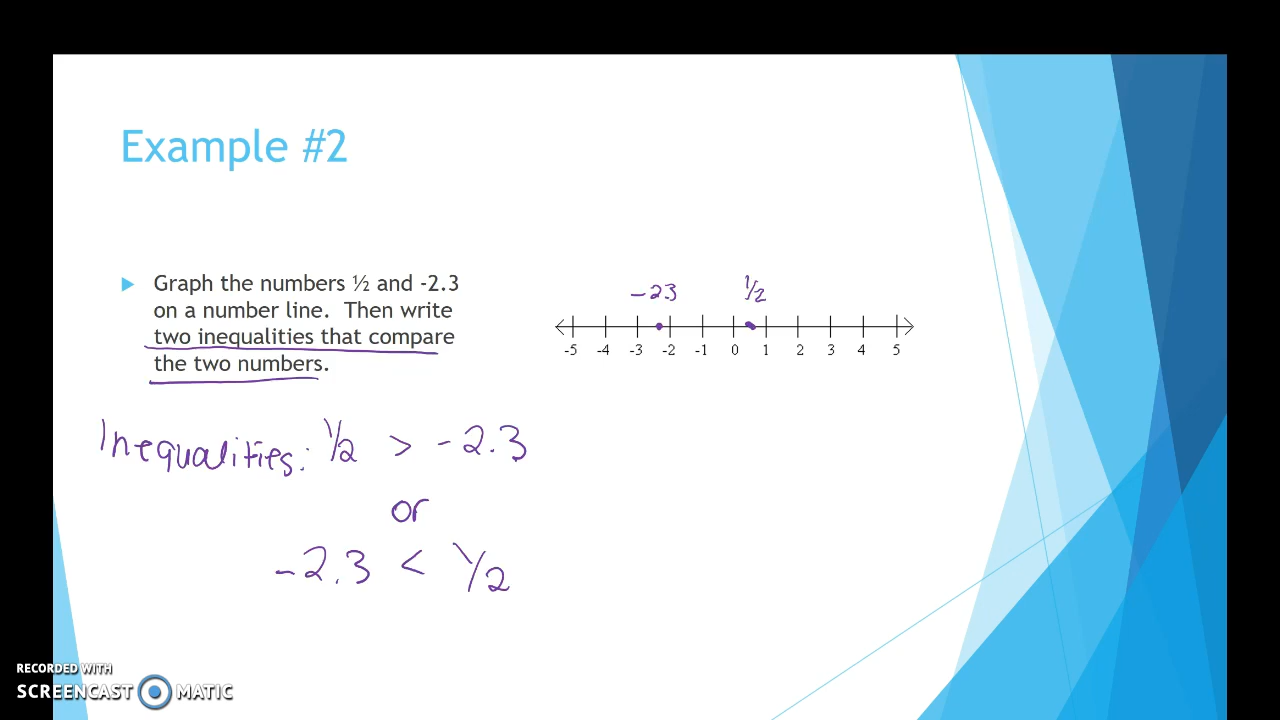 Example #2
Graph the numbers ½ and -2.3
on a number line. Then write
two inequalities that compare
the two numbers.
-2.3 1/2
-5 -4 -3 -2 -1 0 1 2 3 4 5
Inequalities: 1/2 > -2.3
or
-2.3 < 1/2
RECORDED WITH
SCREENCAST MATIC